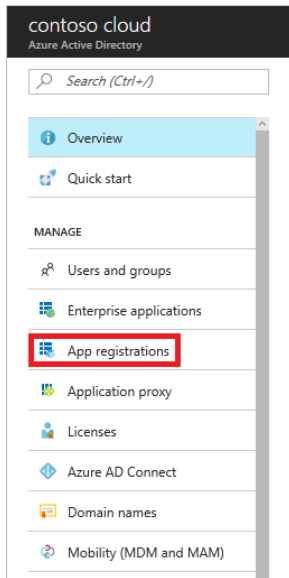 contoso cloud
Azure Active Directory
Search (Ctrl+/)
Overview
Quick start
MANAGE
Users and groups
Enterprise applications
App registrations
Application proxy
Licenses
Azure AD Connect
Domain names
Mobility (MDM and MAM)